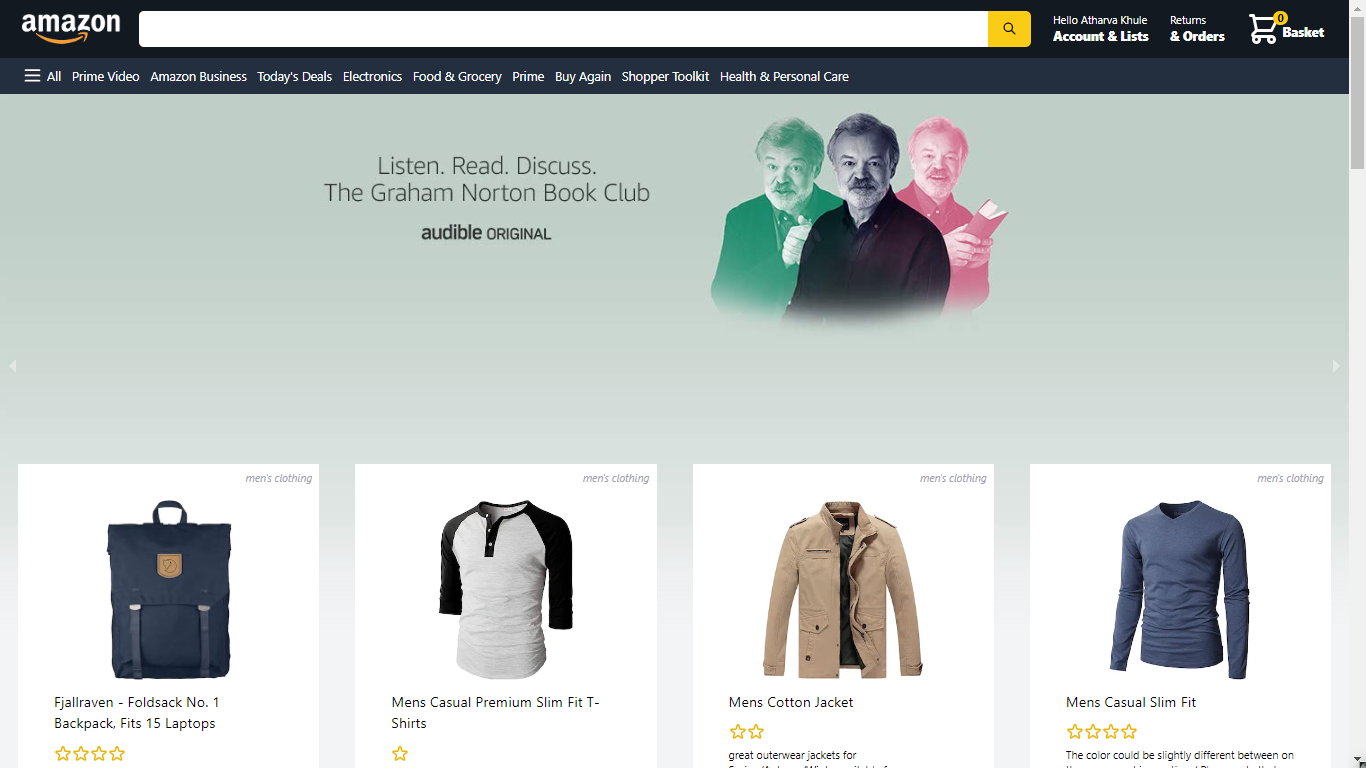 amazon
Hello Atharva Khule
Account & Lists
Returns
& Orders
0
Basket
All Prime Video Amazon Business Today's Deals Electronics Food & Grocery Prime Buy Again Shopper Toolkit Health & Personal Care
Listen. Read. Discuss.
The Graham Norton Book Club
audible ORIGINAL
men's clothing
Fjallraven - Foldsack No. 1
Backpack, Fits 15 Laptops
men's clothing
Mens Casual Premium Slim Fit T-
Shirts
men's clothing
Mens Cotton Jacket
great outerwear jackets for
men's clothing
Mens Casual Slim Fit
The color could be slightly different between on